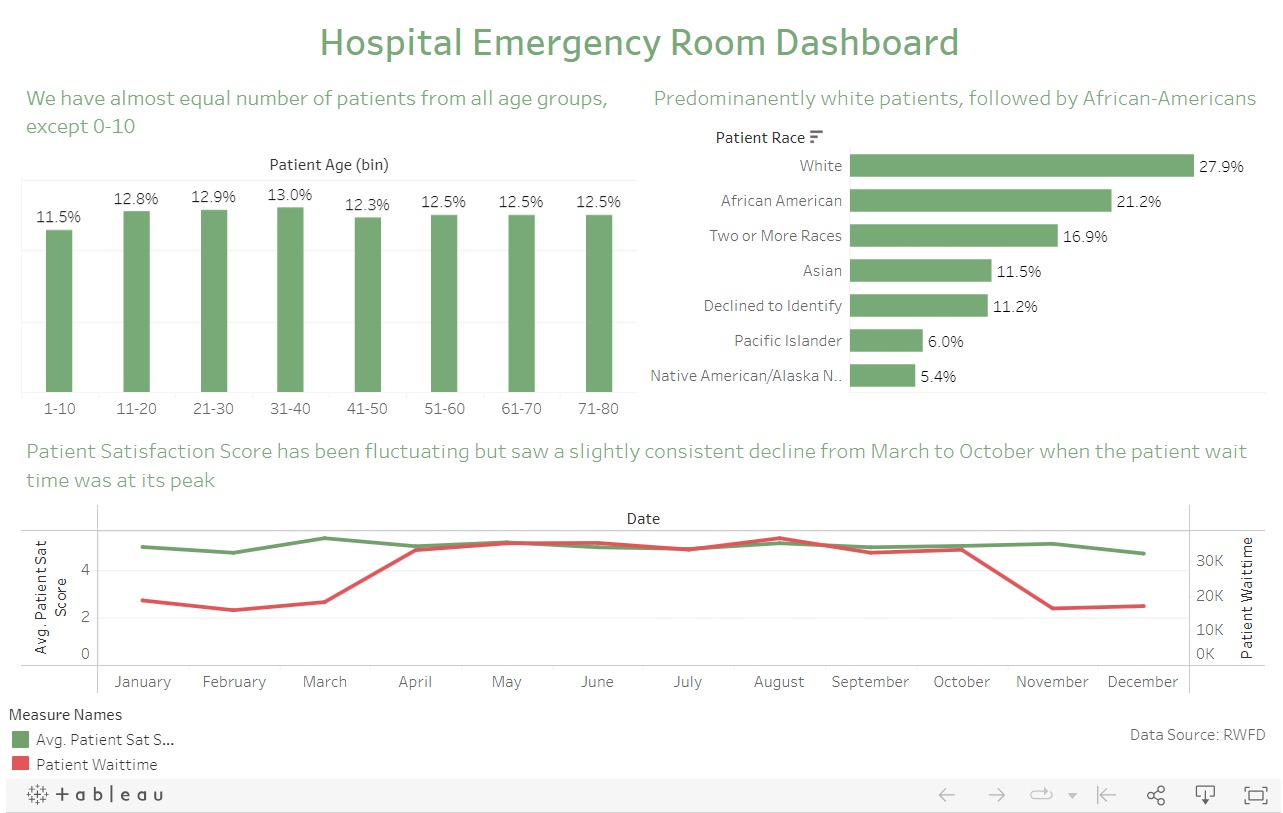 Hospital Emergency Room Dashboard
We have almost equal number of patients from all age groups,
except 0-10
Patient Age (bin)
11.5%
12.8%
12.9%
13.0%
12.3%
12.5%
12.5%
12.5%
1-10
11-20
21-30
31-40
41-50
51-60
61-70
71-80
Predominanently white patients, followed by African-Americans
Patient Race
White 27.9%
African American 21.2%
Two or More Races 16.9%
Asian 11.5%
Declined to Identify 11.2%
Pacific Islander 6.0%
Native American/Alaska N.. 5.4%
Patient Satisfaction Score has been fluctuating but saw a slightly consistent decline from March to October when the patient wait
time was at its peak
Date
Avg. Patient Sat
Score
4
2
0
30K
20K
10K
0K
Patient Waittime
January
February
March
April
May
June
July
August
September
October
November
December
Measure Names
Avg. Patient Sat S...
Patient Waittime
Data Source: RWFD
+ a b l e a u